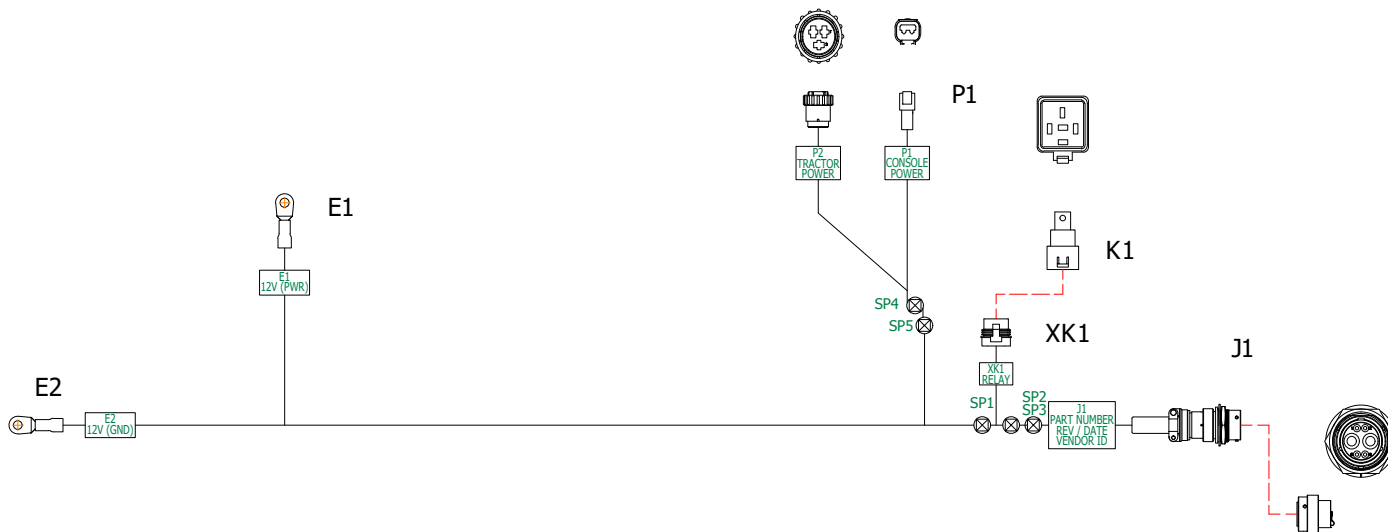 P1
P2
TRACTOR
POWER
P1
CONSOLE
POWER
E1
K1
E1
12V (PWR)
SP4
SP5
XK1
J1
XK1
RELAY
E2
SP1
SP2
SP3
E2
12V (GND)
J1
PART NUMBER
REV / DATE
VENDOR ID